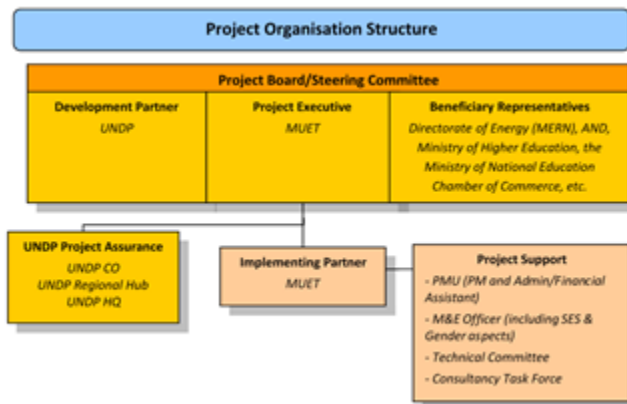 Project Organisation Structure
Project Board/Steering Committee
Development Partner
UNDP
Project Executive
MUET
Beneficiary Representatives
Directorate of Energy (MERN), AND,
Ministry of Higher Education, the
Ministry of National Education
Chamber of Commerce, etc.
UNDP Project Assurance
UNDP CO
UNDP Regional Hub
UNDP HQ
Implementing Partner
MUET
Project Support
- PMU (PM and Admin/Financial
Assistant)
- M&E Officer (including SES &
Gender aspects)
- Technical Committee
- Consultancy Task Force